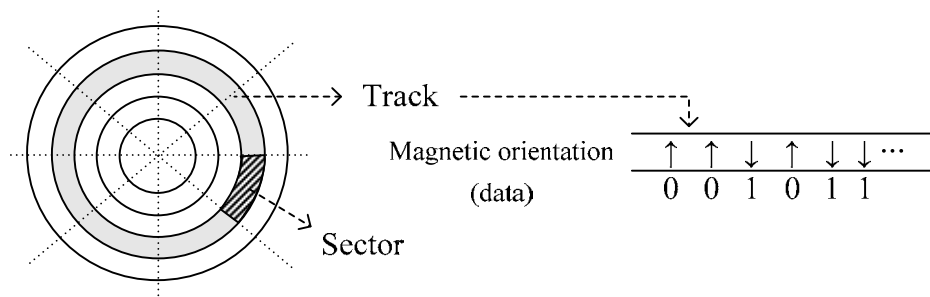 Track
Magnetic orientation
(data)
↑ ↑ ↓ ↑ ↓ ↓ ···
0 0 1 0 1 1
Sector